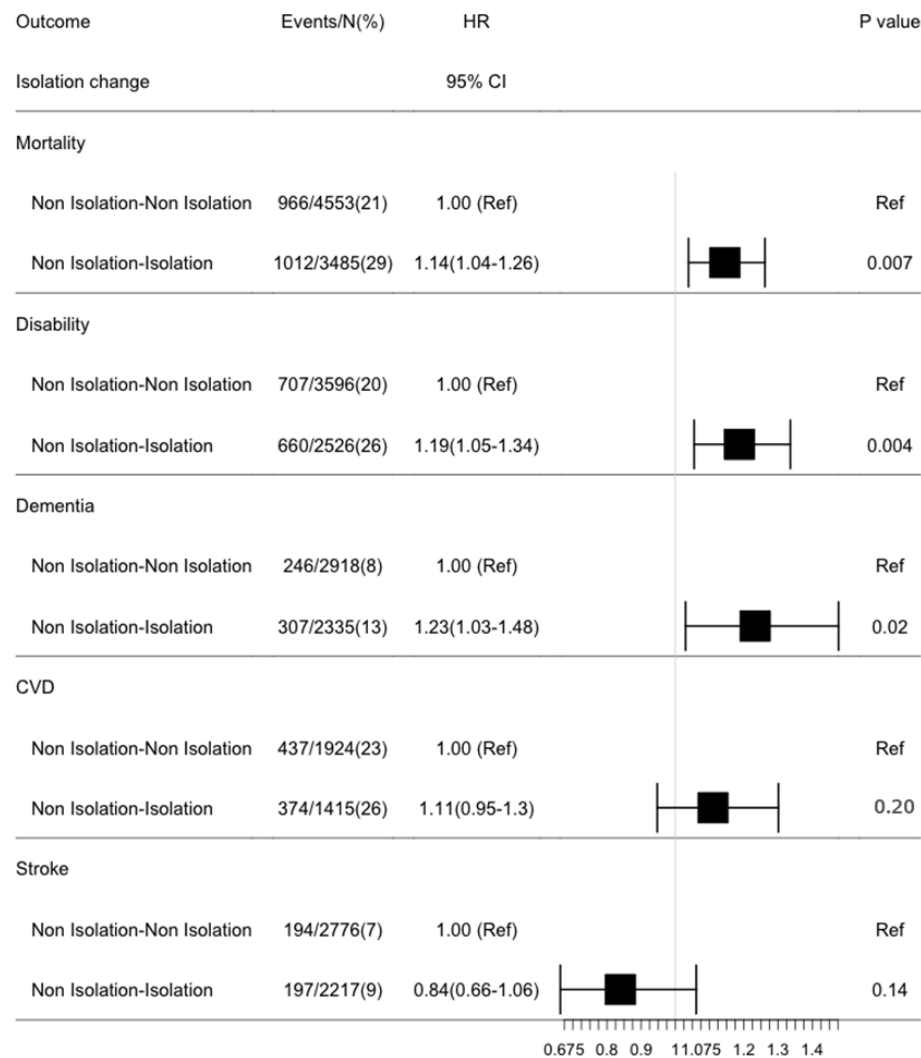 Outcome Events/N(%) HR P value
Isolation change 95% CI
Mortality
Non Isolation-Non Isolation 966/4553(21) 1.00 (Ref) Ref
Non Isolation-Isolation 1012/3485(29) 1.14(1.04-1.26) 0.007
Disability
Non Isolation-Non Isolation 707/3596(20) 1.00 (Ref) Ref
Non Isolation-Isolation 660/2526(26) 1.19(1.05-1.34) 0.004
Dementia
Non Isolation-Non Isolation 246/2918(8) 1.00 (Ref) Ref
Non Isolation-Isolation 307/2335(13) 1.23(1.03-1.48) 0.02
CVD
Non Isolation-Non Isolation 437/1924(23) 1.00 (Ref) Ref
Non Isolation-Isolation 374/1415(26) 1.11(0.95-1.3) 0.20
Stroke
Non Isolation-Non Isolation 194/2776(7) 1.00 (Ref) Ref
Non Isolation-Isolation 197/2217(9) 0.84(0.66-1.06) 0.14
0.675 0.8 0.9 11.075 1.2 1.3 1.4